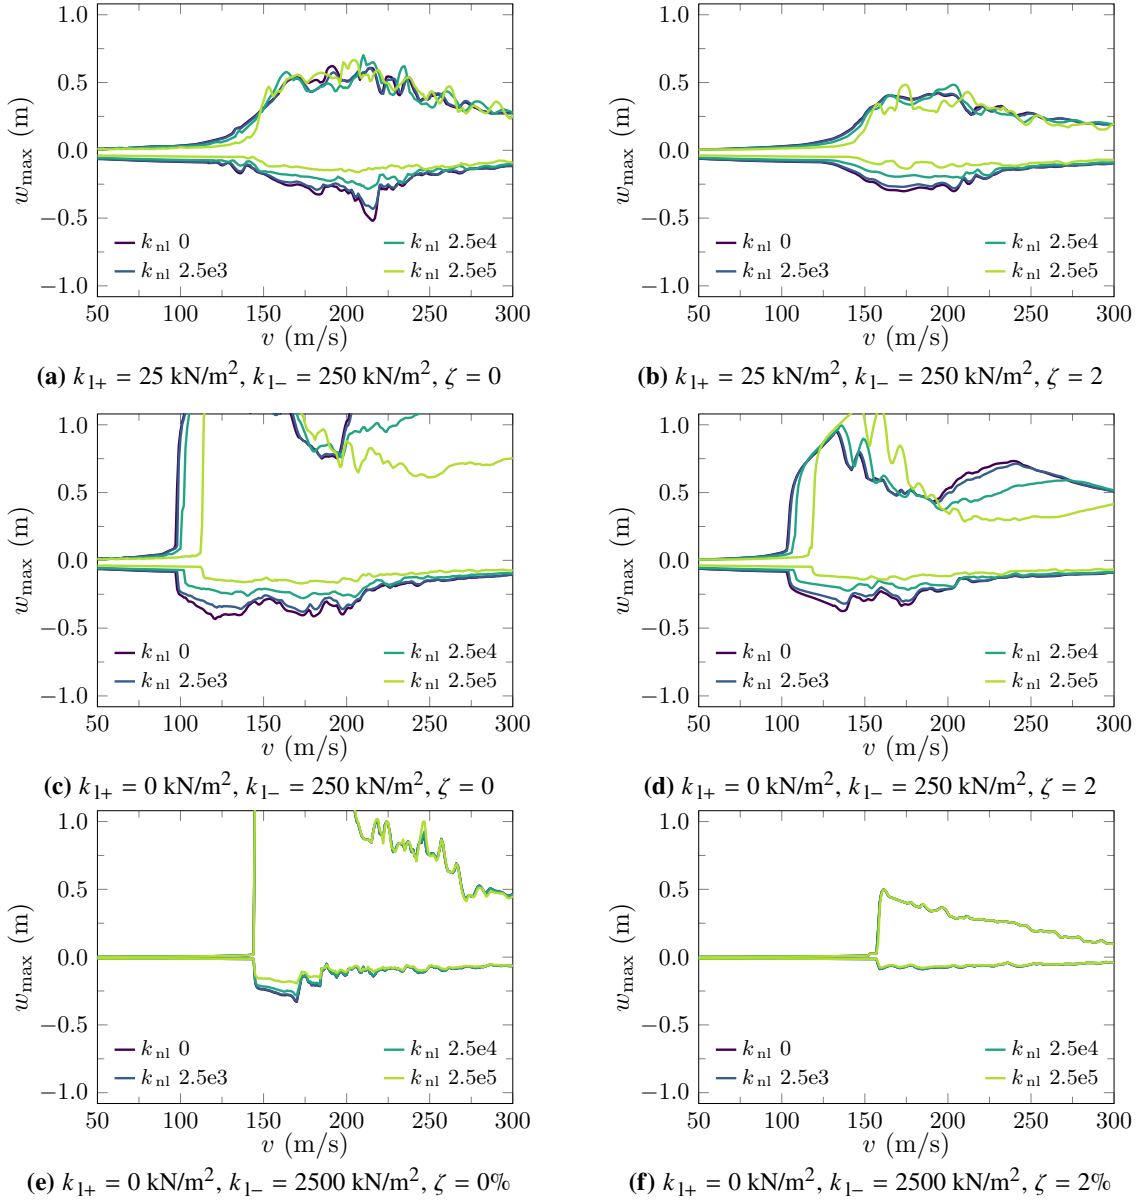 1.0
0.5
0.0
−0.5
−1.0
w_max (m)
k_nl 0
k_nl 2.5e3
k_nl 2.5e4
k_nl 2.5e5
50 100 150 200 250 300
v (m/s)
(a) k_1+ = 25 kN/m², k_1− = 250 kN/m², ζ = 0
1.0
0.5
0.0
−0.5
−1.0
w_max (m)
k_nl 0
k_nl 2.5e3
k_nl 2.5e4
k_nl 2.5e5
50 100 150 200 250 300
v (m/s)
(b) k_1+ = 25 kN/m², k_1− = 250 kN/m², ζ = 2
1.0
0.5
0.0
−0.5
−1.0
w_max (m)
k_nl 0
k_nl 2.5e3
k_nl 2.5e4
k_nl 2.5e5
50 100 150 200 250 300
v (m/s)
(c) k_1+ = 0 kN/m², k_1− = 250 kN/m², ζ = 0
1.0
0.5
0.0
−0.5
−1.0
w_max (m)
k_nl 0
k_nl 2.5e3
k_nl 2.5e4
k_nl 2.5e5
50 100 150 200 250 300
v (m/s)
(d) k_1+ = 0 kN/m², k_1− = 250 kN/m², ζ = 2
1.0
0.5
0.0
−0.5
−1.0
w_max (m)
k_nl 0
k_nl 2.5e3
k_nl 2.5e4
k_nl 2.5e5
50 100 150 200 250 300
v (m/s)
(e) k_1+ = 0 kN/m², k_1− = 2500 kN/m², ζ = 0%
1.0
0.5
0.0
−0.5
−1.0
w_max (m)
k_nl 0
k_nl 2.5e3
k_nl 2.5e4
k_nl 2.5e5
50 100 150 200 250 300
v (m/s)
(f) k_1+ = 0 kN/m², k_1− = 2500 kN/m², ζ = 2%